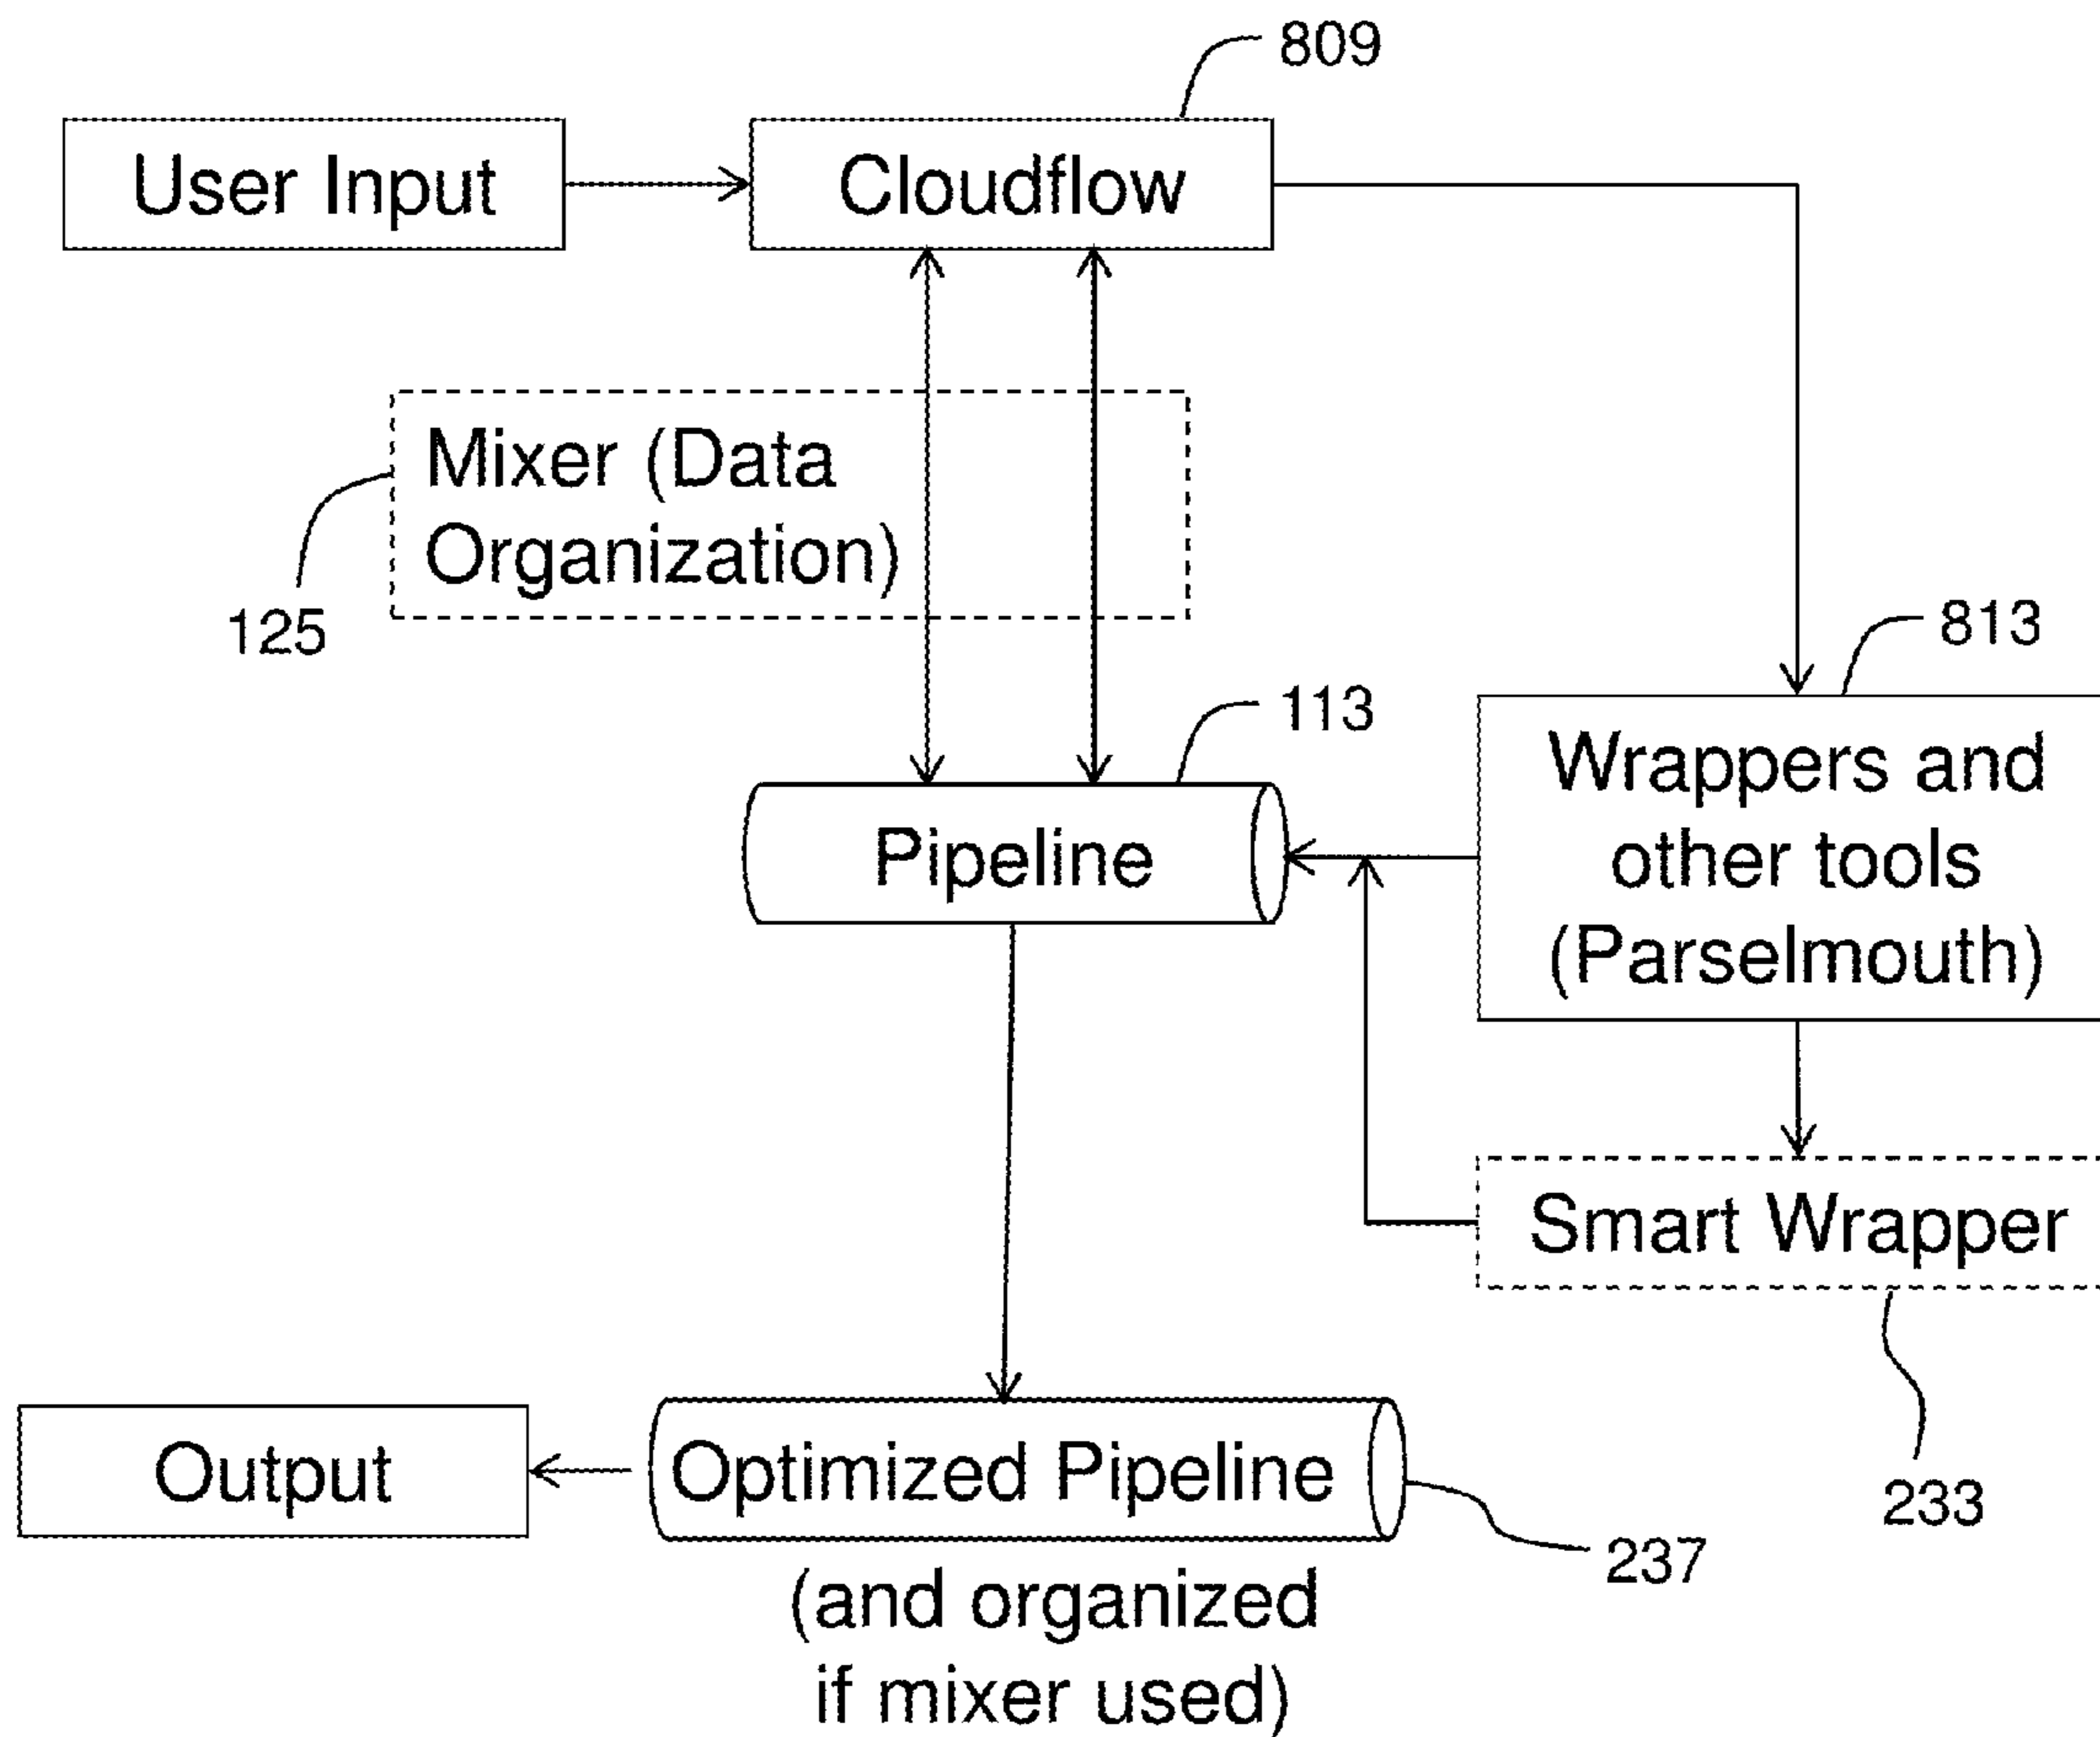 809
User Input
Cloudflow
Mixer (Data
Organization)
125
813
113
Wrappers and
other tools
(Parselmouth)
Pipeline
Smart Wrapper
233
Output
Optimized Pipeline
237
(and organized
if mixer used)